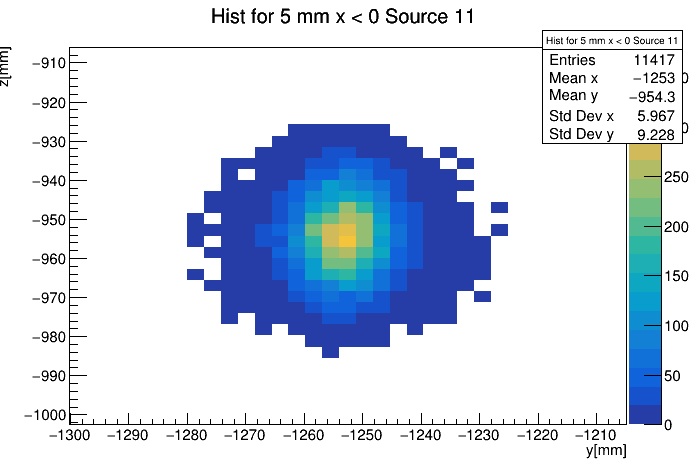 Hist for 5 mm x < 0 Source 11
z[mm]
Hist for 5 mm x < 0 Source 11
Entries 11417
Mean x −1253
Mean y −954.3
Std Dev x 5.967
Std Dev y 9.228
−910
−920
−930
−940
−950
−960
−970
−980
−990
−1000
250
200
150
100
50
0
−1300 −1290 −1280 −1270 −1260 −1250 −1240 −1230 −1220 −1210
y[mm]